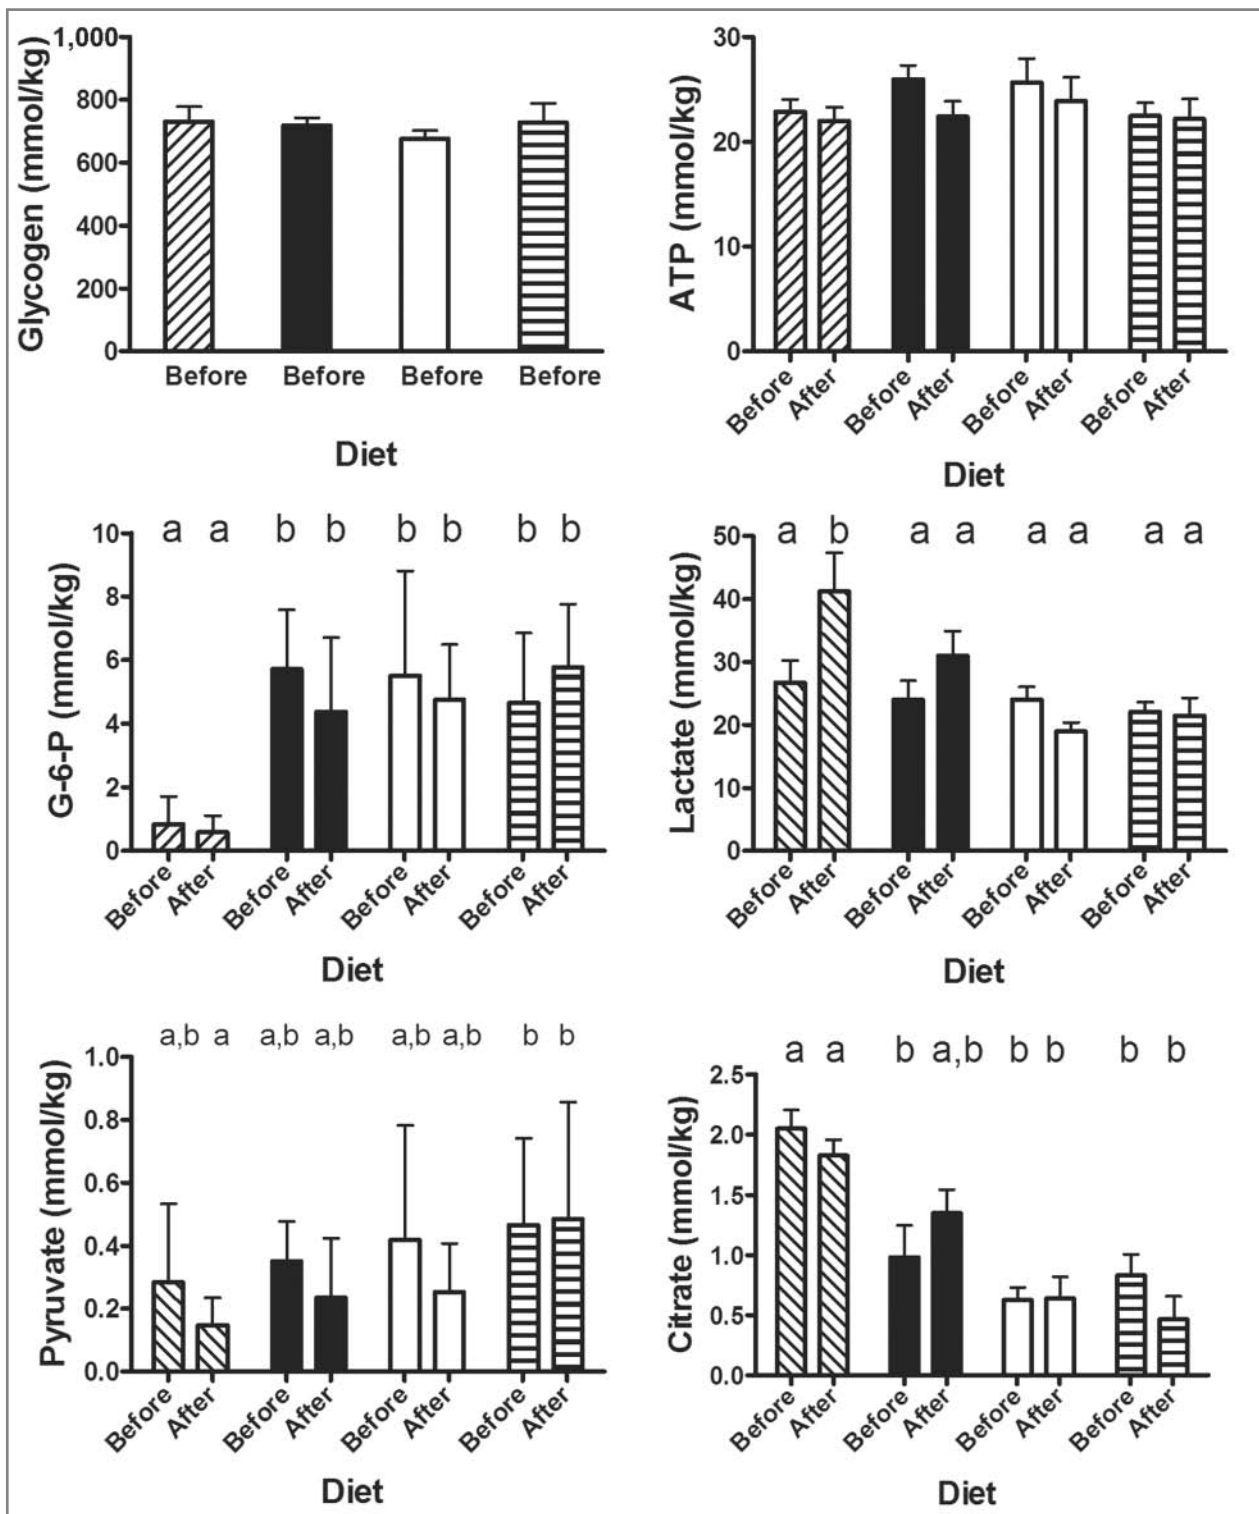 Glycogen (mmol/kg)
1,000
800
600
400
200
0
Before Before Before Before
Diet
ATP (mmol/kg)
30
20
10
0
Before After Before After Before After Before After
Diet
G-6-P (mmol/kg)
a a b b b b b b
10
8
6
4
2
0
Before After Before After Before After Before After
Diet
Lactate (mmol/kg)
a b a a a a a a
50
40
30
20
10
0
Before After Before After Before After Before After
Diet
Pyruvate (mmol/kg)
a,b a a,b a,b a,b a,b b b
1.0
0.8
0.6
0.4
0.2
0.0
Before After Before After Before After Before After
Diet
Citrate (mmol/kg)
a a b a,b b b b b
2.5
2.0
1.5
1.0
0.5
0.0
Before After Before After Before After Before After
Diet